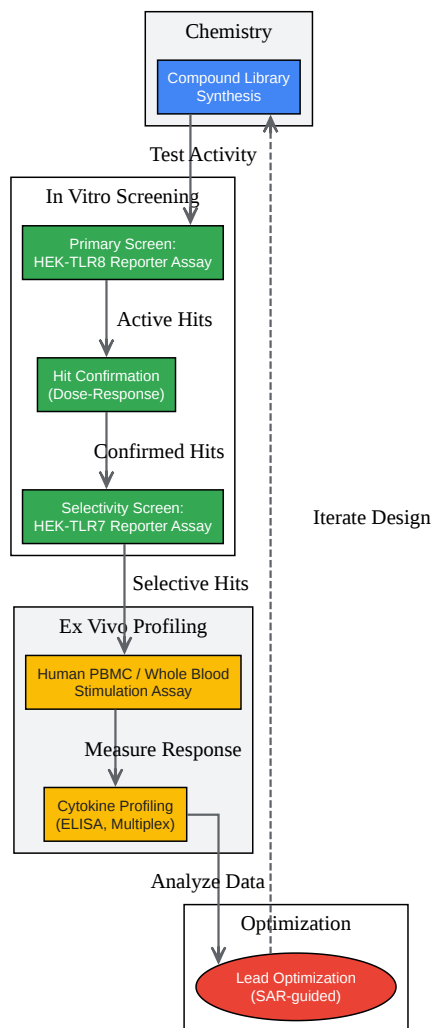 Chemistry
Compound Library
Synthesis
Test Activity
In Vitro Screening
Primary Screen:
HEK-TLR8 Reporter Assay
Active Hits
Hit Confirmation
(Dose-Response)
Confirmed Hits
Selectivity Screen:
HEK-TLR7 Reporter Assay
Iterate Design
Selective Hits
Ex Vivo Profiling
Human PBMC / Whole Blood
Stimulation Assay
Measure Response
Cytokine Profiling
(ELISA, Multiplex)
Analyze Data
Optimization
Lead Optimization
(SAR-guided)